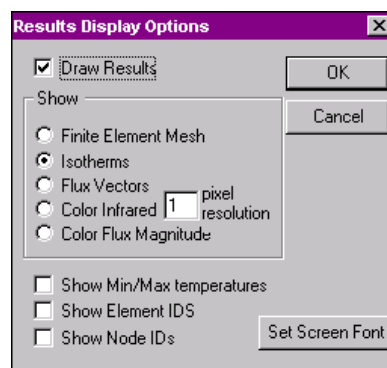 Results Display Options
Draw Results
OK
Cancel
Show
Finite Element Mesh
Isotherms
Flux Vectors
Color Infrared 1 pixel resolution
Color Flux Magnitude
Show Min/Max temperatures
Show Element IDS
Show Node IDs
Set Screen Font